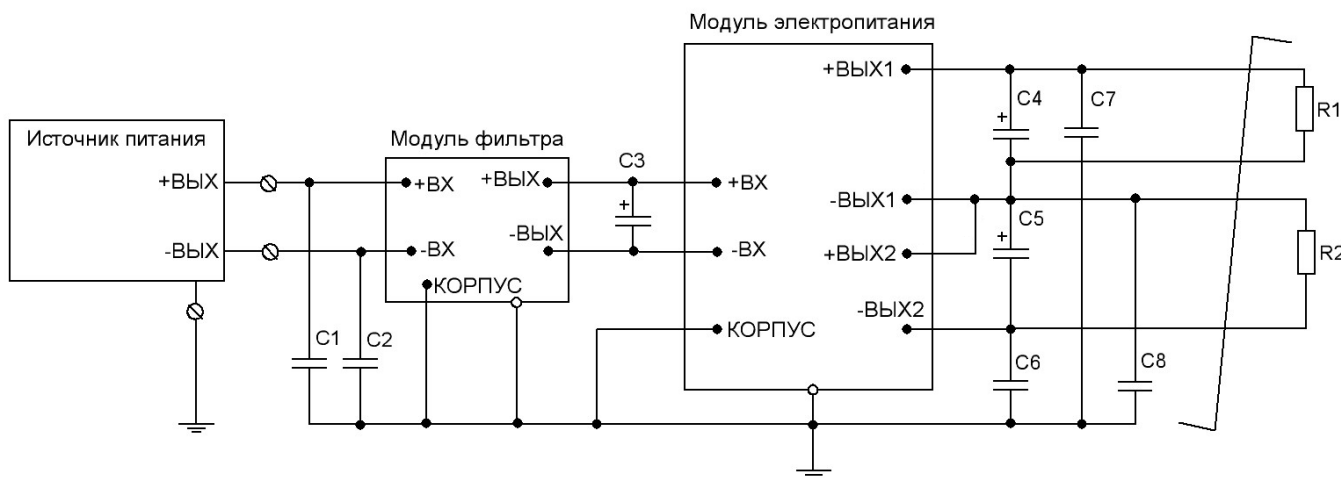 Модуль электропитания
+ВЫХ1
C4
C7
+
R1
Источник питания
Модуль фильтра
C3
+ВЫХ
+ВХ
+ВЫХ
+ВХ
+
-ВЫХ1
C5
+
-ВЫХ
-ВХ
-ВЫХ
-ВХ
+ВЫХ2
R2
КОРПУС
-ВЫХ2
КОРПУС
C1
C2
C6
C8